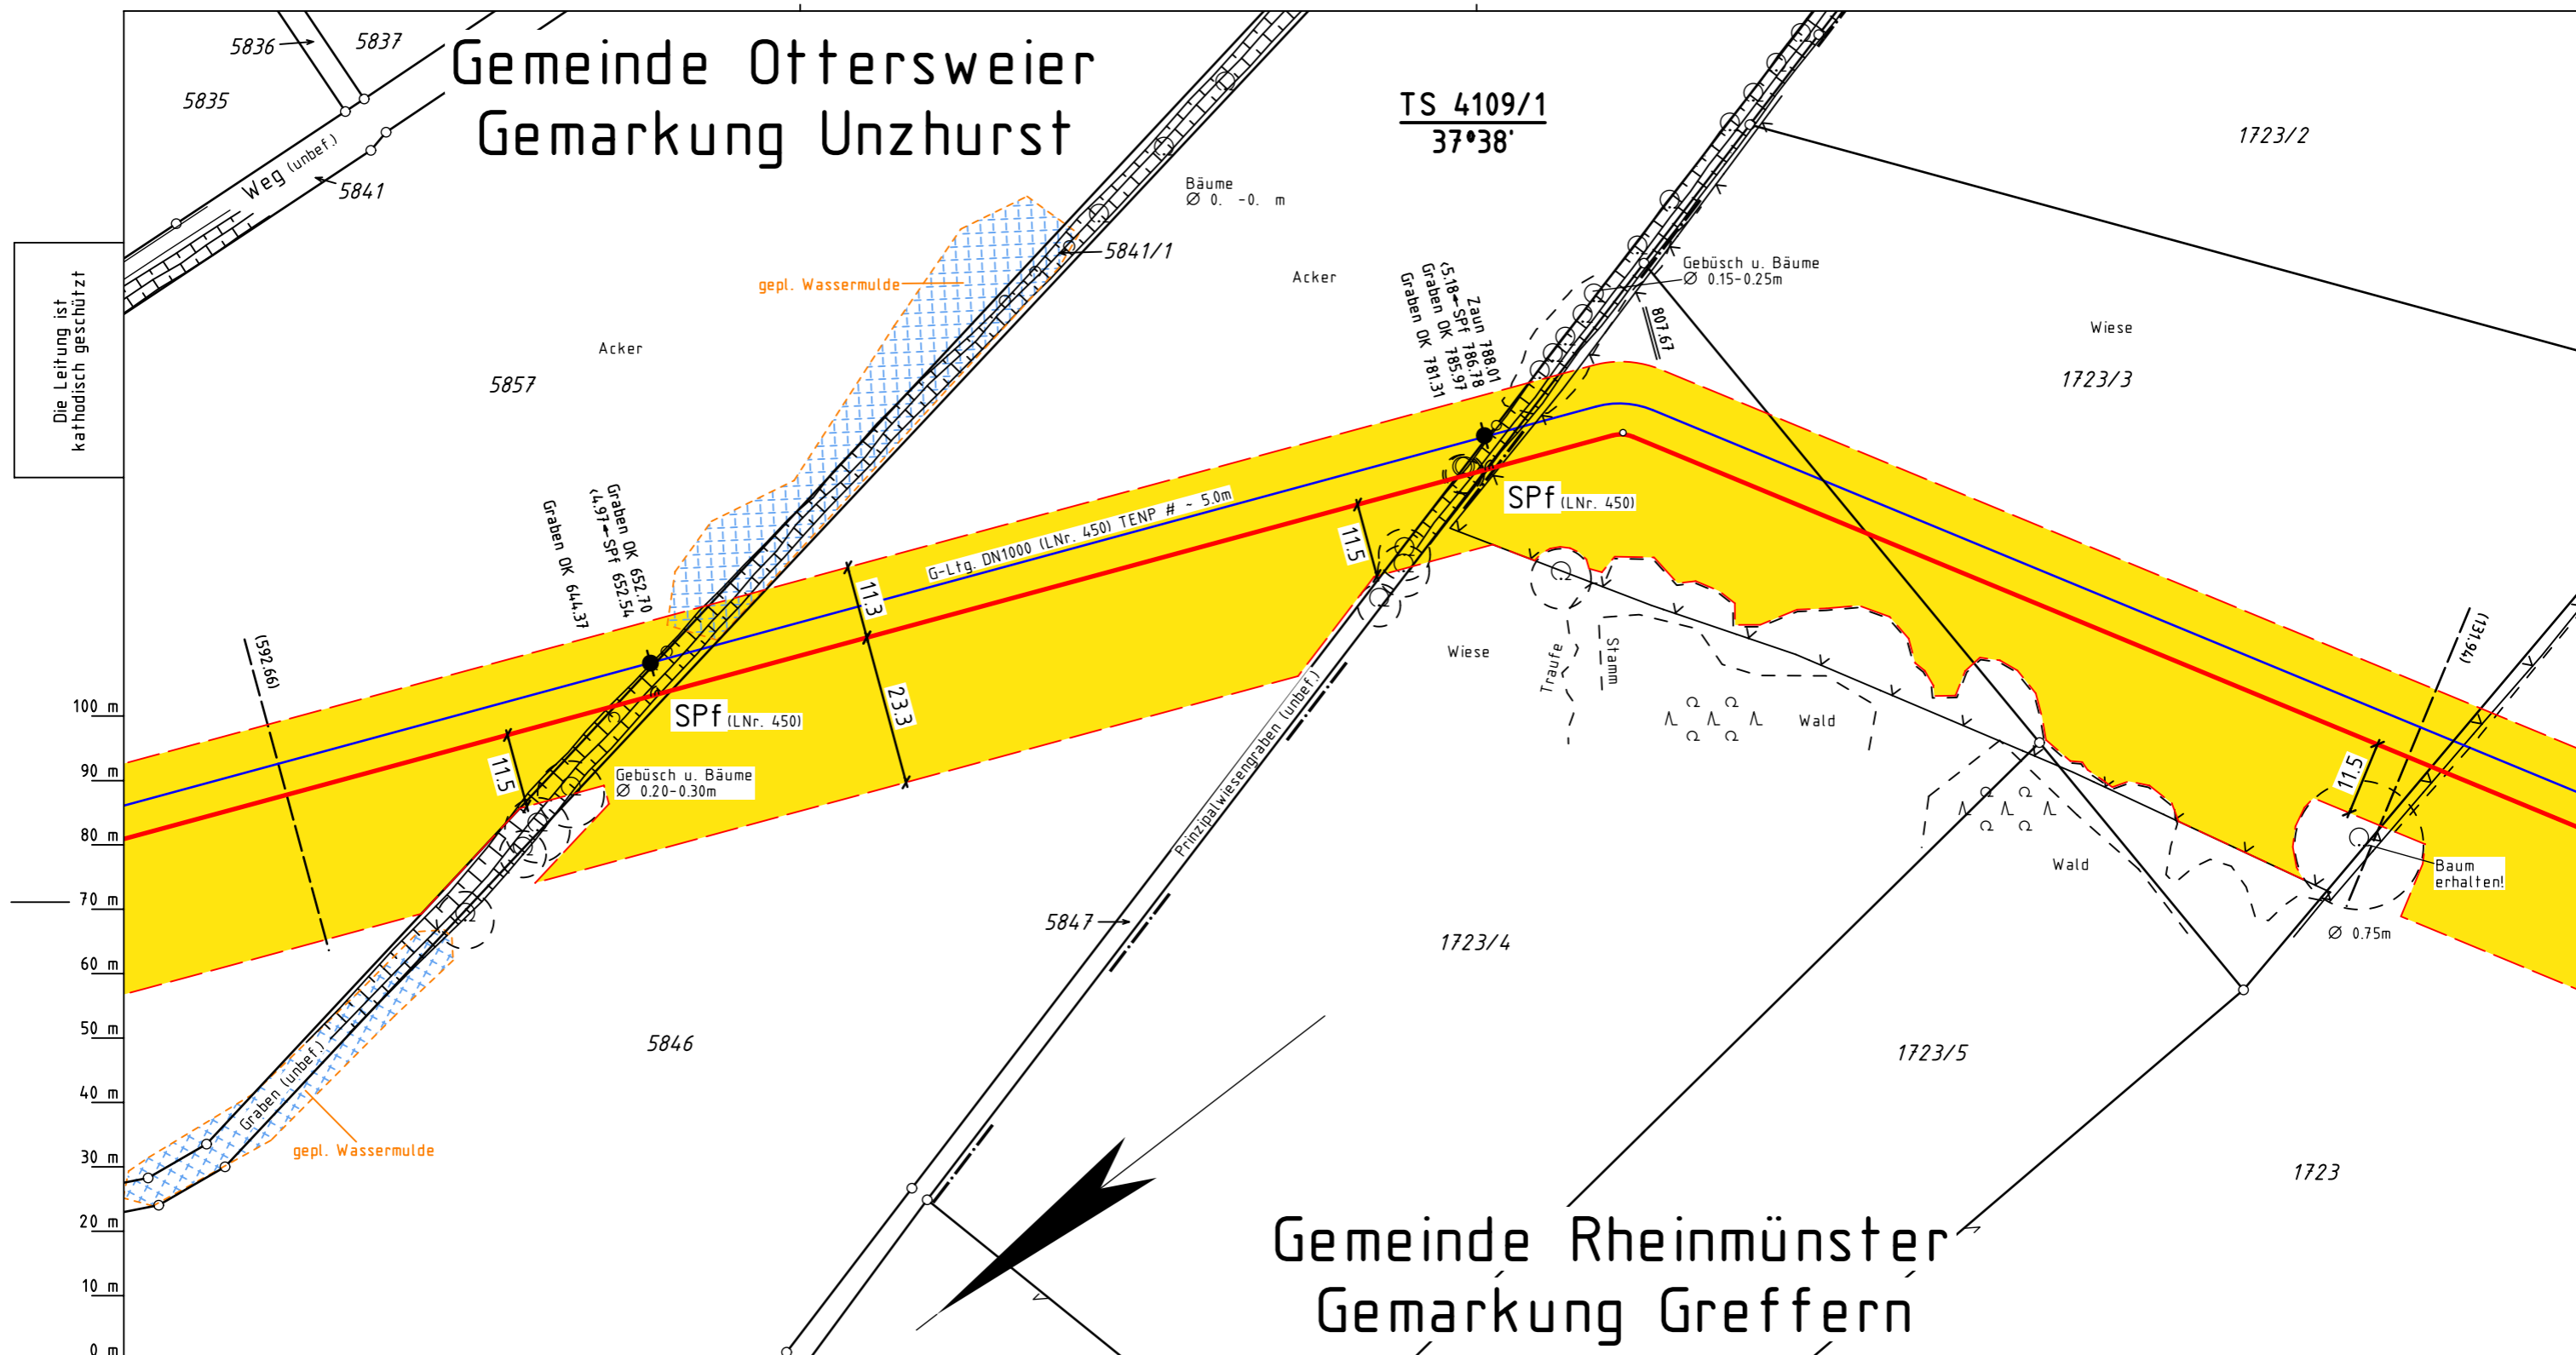 5836
5837
5835
Gemeinde Ottersweier
Gemarkung Unzhurst
TS 4109/1
37°38'
1723/2
Weg (unbef.)
5841
Bäume
Ø 0. -0. m
5841/1
Acker
gepl. Wassermulde
Gebüsch u. Bäume
Ø 0.15-0.25m
Die Leitung ist
kathodisch geschützt
Acker
5857
Zaun 788.01
<5.18 SPf 786.78
Graben OK 785.97
Graben OK 781.31
807.67
Wiese
1723/3
G-Ltg. DN1000 (LNr. 450) TENP # ~ 5.0m
SPf (LNr. 450)
11.5
Graben OK 652.70
<4.97 SPf 652.54
Graben OK 644.37
11.3
23.3
(592.66)
(131.94)
Wiese
Traufe
Stamm
Wald
SPf (LNr. 450)
11.5
Gebüsch u. Bäume
Ø 0.20-0.30m
11.5
Prinzipalwiesengraben (unbef.)
Wald
Baum
erhalten!
Ø 0.75m
5847
1723/4
5846
1723/5
Graben (unbef.)
gepl. Wassermulde
1723
Gemeinde Rheinmünster
Gemarkung Greffern
100 m
90 m
80 m
70 m
60 m
50 m
40 m
30 m
20 m
10 m
0 m